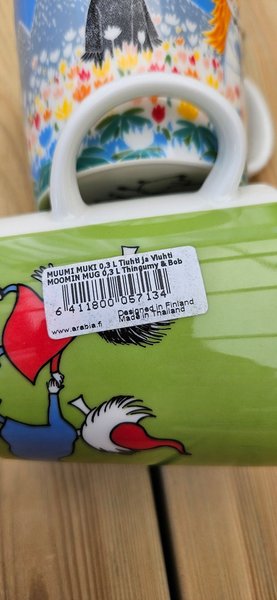 MUUMI MUKI 0,3 L Tiuhti ja Viuhti
MOOMIN MUG 0,3 L Thingumy & Bob
6 411800 057134
www.arabia.fi
Designed in Finland
Made in Thailand